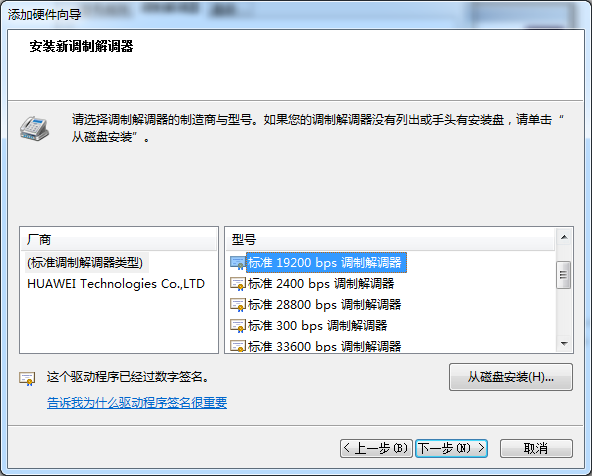 添加硬件向导
安装新调制解调器
请选择调制解调器的制造商与型号。如果您的调制解调器没有列出或手头有安装盘，请单击“
从磁盘安装”。
厂商
(标准调制解调器类型)
HUAWEI Technologies Co.,LTD
型号
标准 19200 bps 调制解调器
标准 2400 bps 调制解调器
标准 28800 bps 调制解调器
标准 300 bps 调制解调器
标准 33600 bps 调制解调器
这个驱动程序已经过数字签名。
告诉我为什么驱动程序签名很重要
从磁盘安装(H)...
< 上一步(B)
下一步(N) >
取消